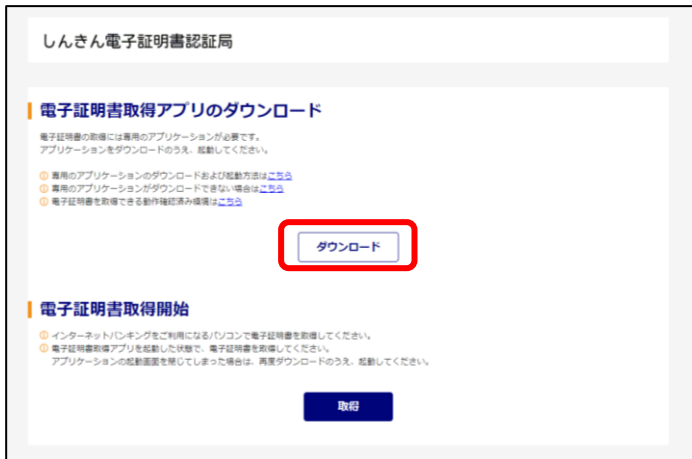 しんきん電子証明書認証局
電子証明書取得アプリのダウンロード
電子証明書の取得には専用のアプリケーションが必要です。
アプリケーションをダウンロードのうえ、起動してください。
専用のアプリケーションのダウンロードおよび起動方法はこちら
専用のアプリケーションがダウンロードできない場合はこちら
電子証明書を取得できる動作確認済み環境はこちら
ダウンロード
電子証明書取得開始
インターネットバンキングをご利用になるパソコンで電子証明書を取得してください。
電子証明書取得アプリを起動した状態で、電子証明書を取得してください。
アプリケーションの起動画面を閉じてしまった場合は、再度ダウンロードのうえ、起動してください。
取得